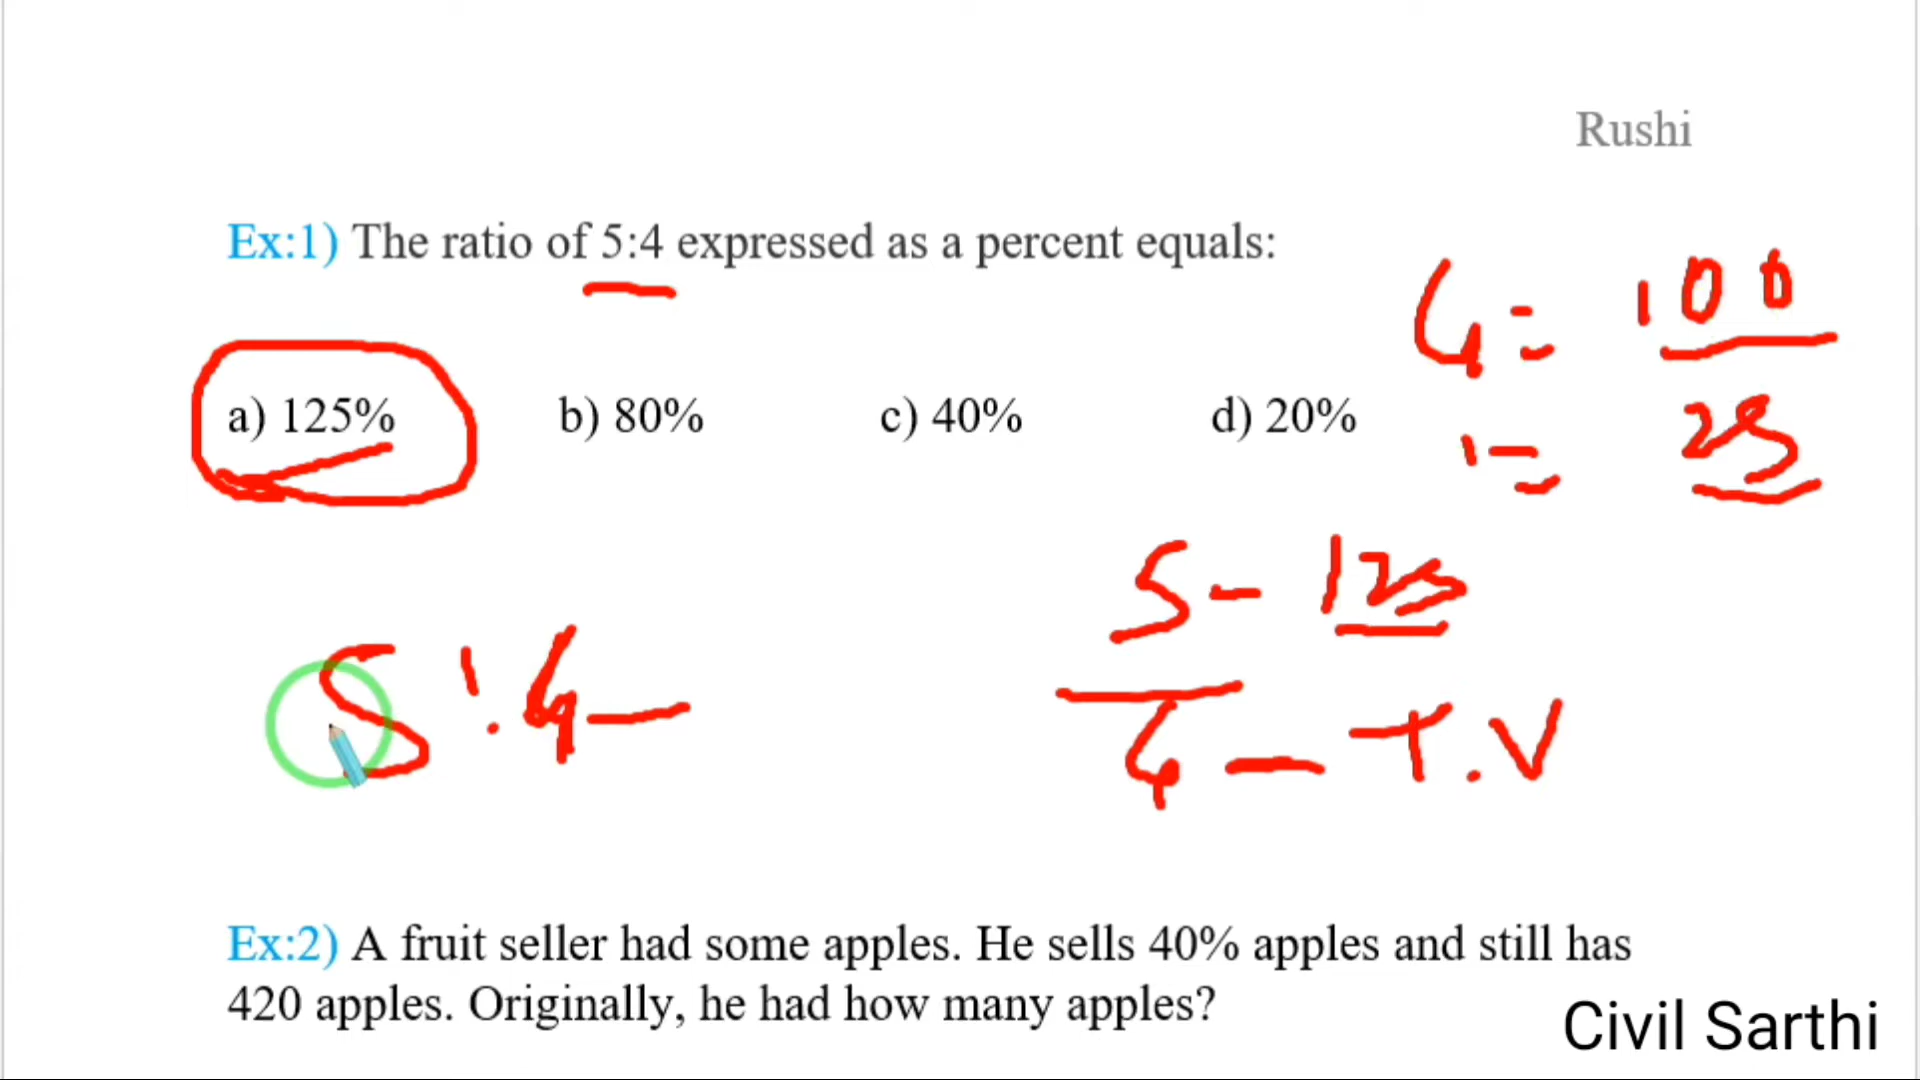 Rushi
Ex:1) The ratio of 5:4 expressed as a percent equals:
4 = 100
a) 125% b) 80% c) 40% d) 20%
1 = 25
5 - 125
5:4 -
4 - T.V
Ex:2) A fruit seller had some apples. He sells 40% apples and still has
420 apples. Originally, he had how many apples?
Civil Sarthi